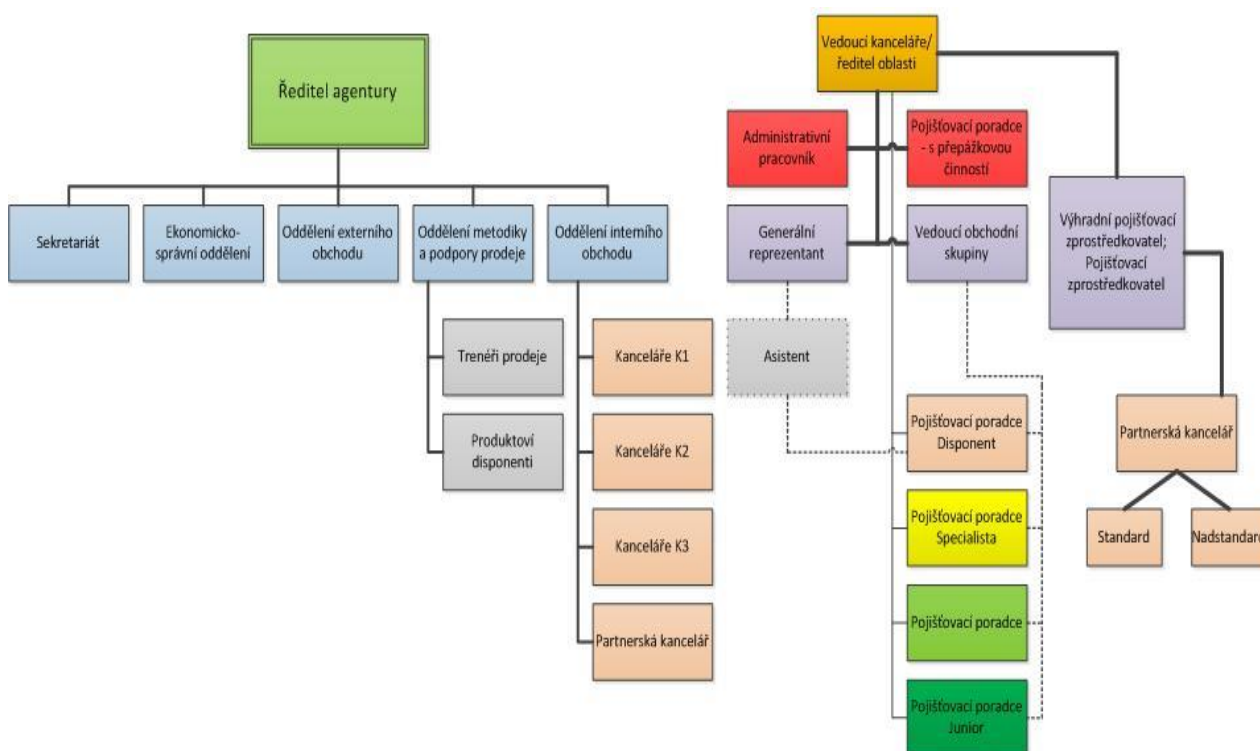 Ředitel agentury
Sekretariát
Ekonomicko-
správní oddělení
Oddělení externího
obchodu
Oddělení metodiky
a podpory prodeje
Oddělení interního
obchodu
Trenéři prodeje
Produktoví
disponenti
Kanceláře K1
Kanceláře K2
Kanceláře K3
Partnerská kancelář
Vedoucí kanceláře/
ředitel oblasti
Administrativní
pracovník
Pojišťovací poradce
- s přepážkovou
činností
Generální
reprezentant
Vedoucí obchodní
skupiny
Asistent
Pojišťovací poradce
Disponent
Pojišťovací poradce
Specialista
Pojišťovací poradce
Pojišťovací poradce
Junior
Výhradní pojišťovací
zprostředkovatel;
Pojišťovací
zprostředkovatel
Partnerská kancelář
Standard
Nadstandard